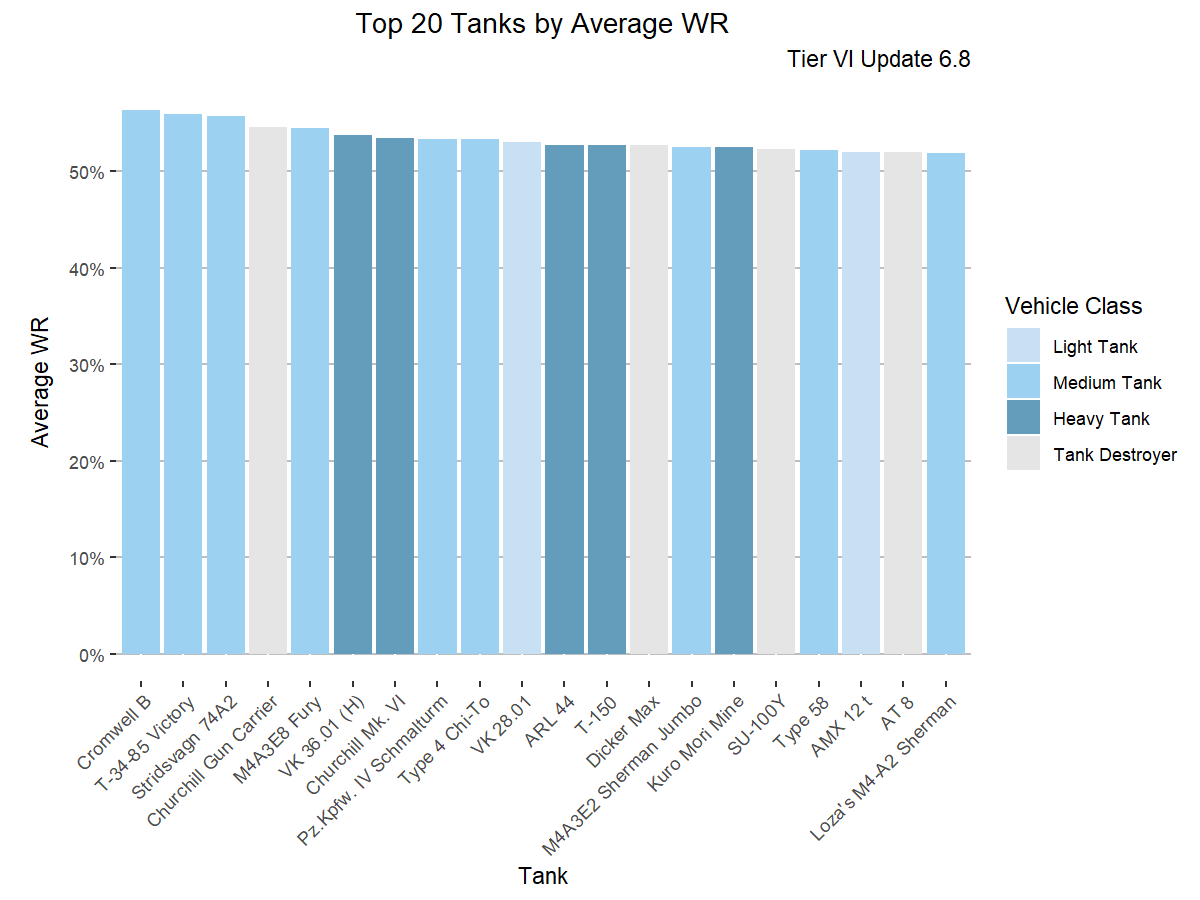 Top 20 Tanks by Average WR
Tier VI Update 6.8
Average WR
50%
40%
30%
20%
10%
0%
Cromwell B
T-34-85 Victory
Stridsvagn 74A2
Churchill Gun Carrier
M4A3E8 Fury
VK 36.01 (H)
Churchill Mk. VI
Pz.Kpfw. IV Schmalturm
Type 4 Chi-To
VK 28.01
ARL 44
T-150
Dicker Max
M4A3E2 Sherman Jumbo
Kuro Mori Mine
SU-100Y
Type 58
AMX 12 t
AT 8
Loza's M4-A2 Sherman
Tank
Vehicle Class
Light Tank
Medium Tank
Heavy Tank
Tank Destroyer